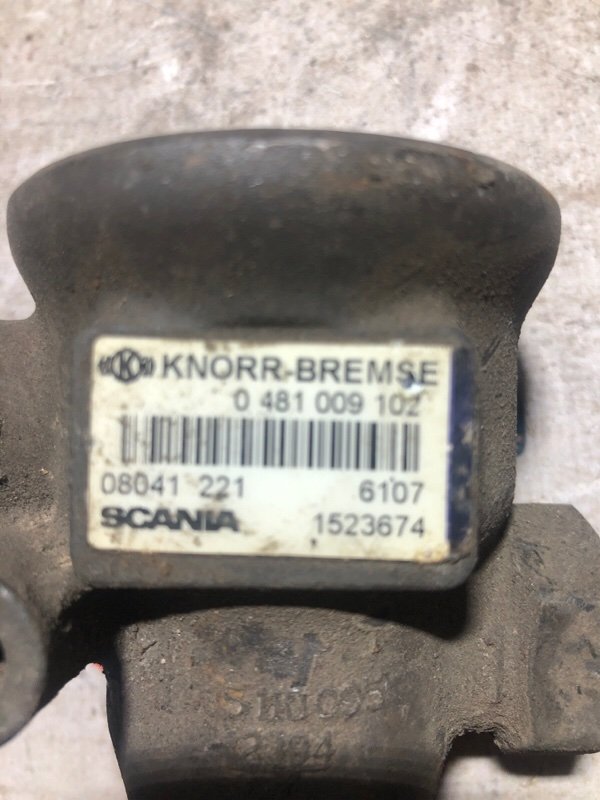 KNORR-BREMSE
0 481 009 102
08041 221 6107
SCANIA 1523674